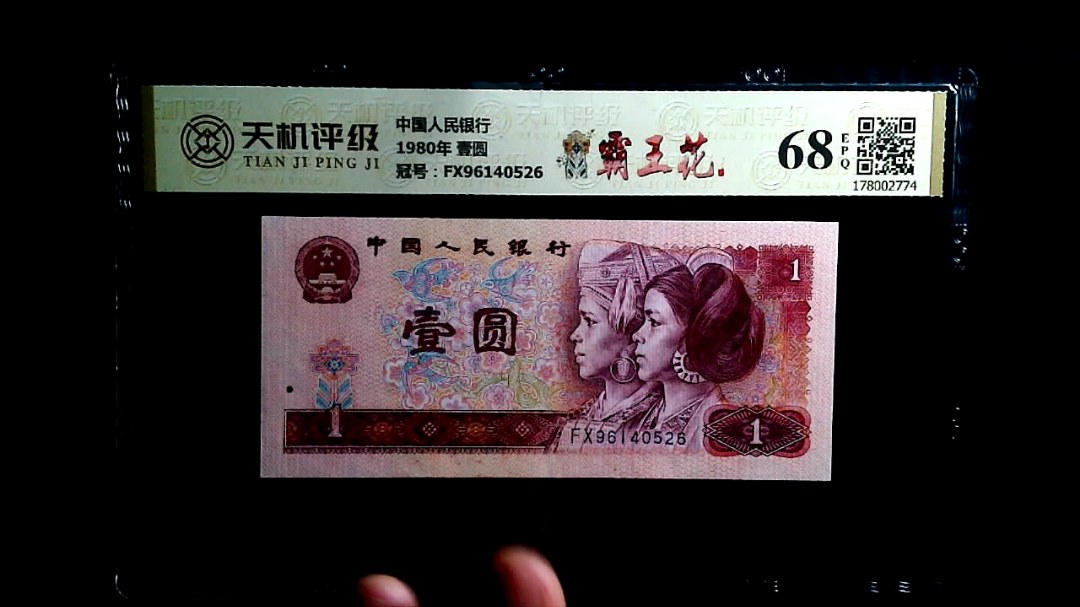 天机评级
TIAN JI PING JI
中国人民银行
1980年 壹圆
冠号：FX96140526
霸王花
68
EPQ
178002774
中国人民银行
1
壹圆
1
FX96140526
1